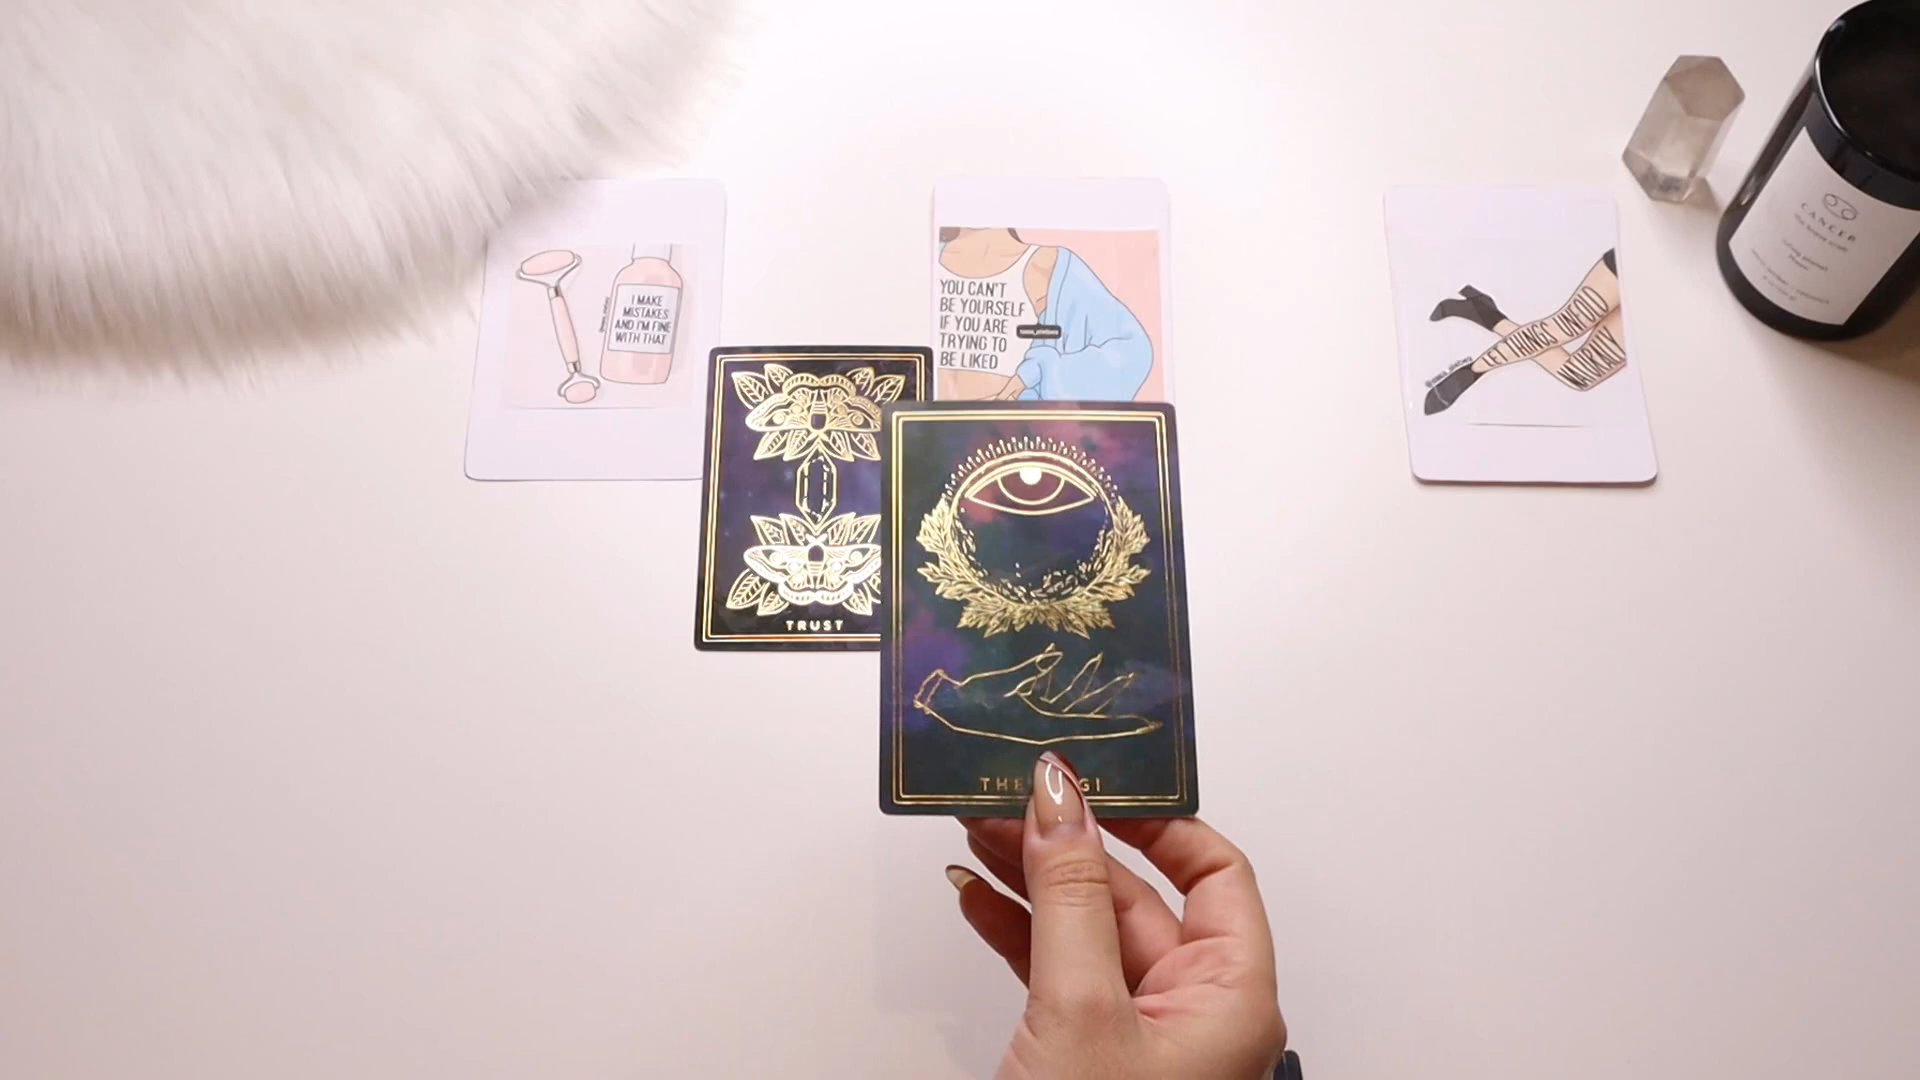 I MAKE
MISTAKES
AND I'M FINE
WITH THAT
YOU CAN'T
BE YOURSELF
IF YOU ARE
TRYING TO
BE LIKED
LET THINGS UNFOLD
NATURALLY
CANCER
TRUST
THE